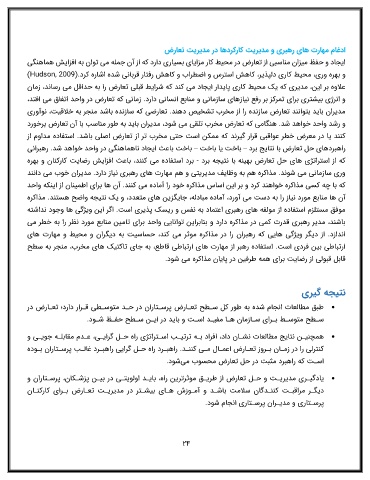 ادغام مهارت های رهبری و مدیریت کارکردها در مدیریت تعارض
ایجاد و حفظ میزان مناسبی از تعارض در محیط کار مزایای بسیاری دارد که از آن جمله می توان به افزایش هماهنگی
و بهره وری، محیط کاری دلپذیر، کاهش استرس و اضطراب و کاهش رفتار قربانی شده اشاره کرد.(Hudson, 2009)
علاوه بر این، مدیری که یک محیط کاری پایدار ایجاد می کند که شرایط قبلی تعارض را به حداقل می رساند، زمان
و انرژی بیشتری برای تمرکز بر رفع نیازهای سازمانی و منابع انسانی دارد. زمانی که تعارض در واحد اتفاق می افتد،
مدیران باید بتوانند تعارض سازنده را از مخرب تشخیص دهند. تعارضی که سازنده باشد منجر به خلاقیت، نوآوری
و رشد واحد خواهد شد. هنگامی که تعارض مخرب تلقی می شود، مدیران باید به طور مناسب با آن تعارض برخورد
کنند یا در معرض خطر عواقبی قرار گیرند که ممکن است حتی مخرب تر از تعارض اصلی باشد. استفاده مداوم از
راهبردهای حل تعارض با نتایج برد – باخت یا باخت – باخت باعث ایجاد ناهماهنگی در واحد خواهد شد. رهبرانی
که از استراتژی های حل تعارض بهینه با نتیجه برد - برد استفاده می کنند، باعث افزایش رضایت کارکنان و بهره
وری سازمانی می شوند. مذاکره هم به وظایف مدیریتی و هم مهارت های رهبری نیاز دارد. مدیران خوب می دانند
که با چه کسی مذاکره خواهند کرد و بر این اساس مذاکره خود را آماده می کنند. آن ها برای اطمینان از اینکه واحد
آن ها منابع مورد نیاز را به دست می آورد، آماده مبادله، جایگزین های متعدد، و یک نتیجه واضح هستند. مذاکره
موفق مستلزم استفاده از مولفه های رهبری اعتماد به نفس و ریسک پذیری است. اگر این ویژگی ها وجود نداشته
باشند، مدیر رهبری قدرت کمی در مذاکره دارد و بنابراین توانایی واحد برای تامین منابع مورد نظر را به خطر می
اندازد. از دیگر ویژگی هایی که رهبران را در مذاکره موثر می کند، حساسیت به دیگران و محیط و مهارت های
ارتباطی بین فردی است. استفاده رهبر از مهارت های ارتباطی قاطع، به جای تاکتیک های مخرب، منجر به سطح
قابل قبولی از رضایت برای همه طرفین در پایان مذاکره می شود.
نتیجه گیری
• طبق مطالعات انجام شده به طور کل سطح تعارض پرستاران در حد متوسطی قرار دارد؛ تعارض در
سطح متوسط برای سازمان ها مفید است و باید در این سطح حفظ شود.
• همچنین نتایج مطالعات نشان داد، افراد به ترتیب استراتژی راه حل گرایی، عدم مقابله جویی و
کنترلی را در زمان بروز تعارض اعمال می کنند. راهبرد راه حل گرایی راهبرد غالب پرستاران بوده
است که راهبرد مثبت در حل تعارض محسوب می‌شود.
• یادگیری مدیریت و حل تعارض از طریق موثرترین راه، باید اولویتی در بین پزشکان، پرستاران و
دیگر مراقبت کنندگان سلامت باشد و آموزش های بیشتر در مدیریت تعارض برای کارکنان
پرستاری و مدیران پرستاری انجام شود.
۲۴